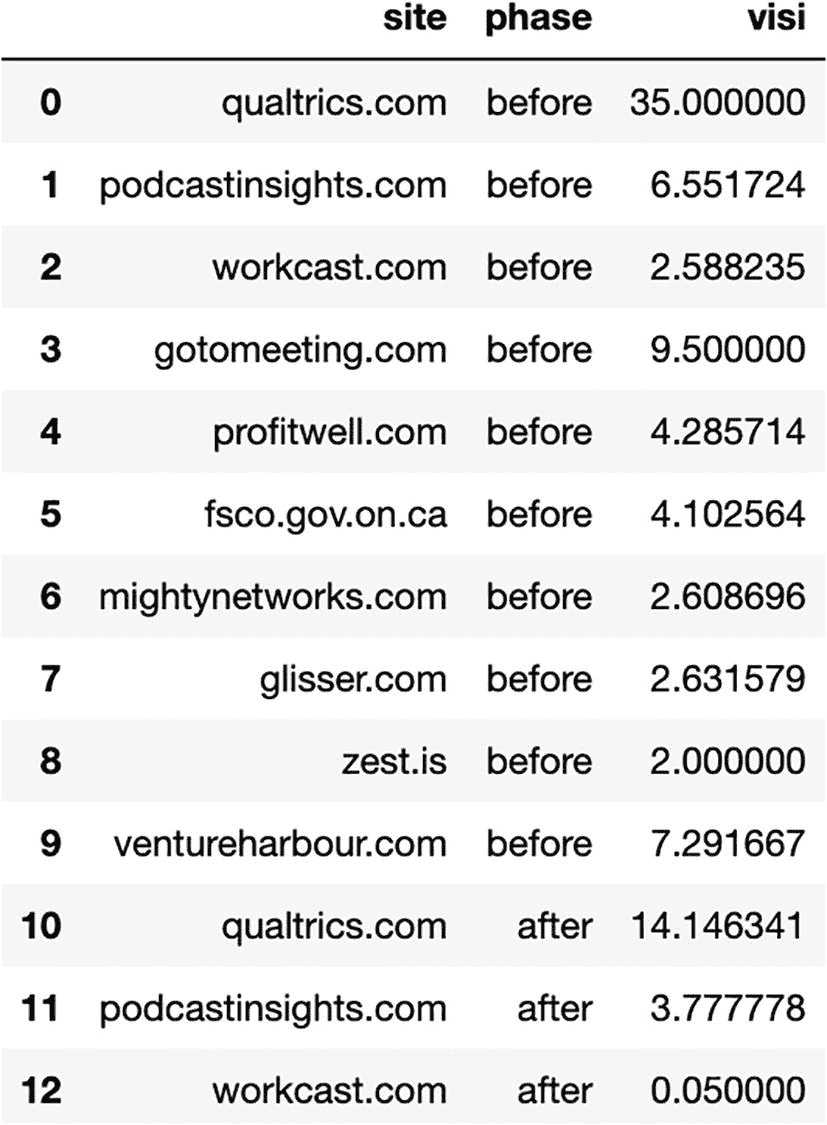 site phase visi
0 qualtrics.com before 35.000000
1 podcastinsights.com before 6.551724
2 workcast.com before 2.588235
3 gotomeeting.com before 9.500000
4 profitwell.com before 4.285714
5 fsco.gov.on.ca before 4.102564
6 mightynetworks.com before 2.608696
7 glisser.com before 2.631579
8 zest.is before 2.000000
9 ventureharbour.com before 7.291667
10 qualtrics.com after 14.146341
11 podcastinsights.com after 3.777778
12 workcast.com after 0.050000